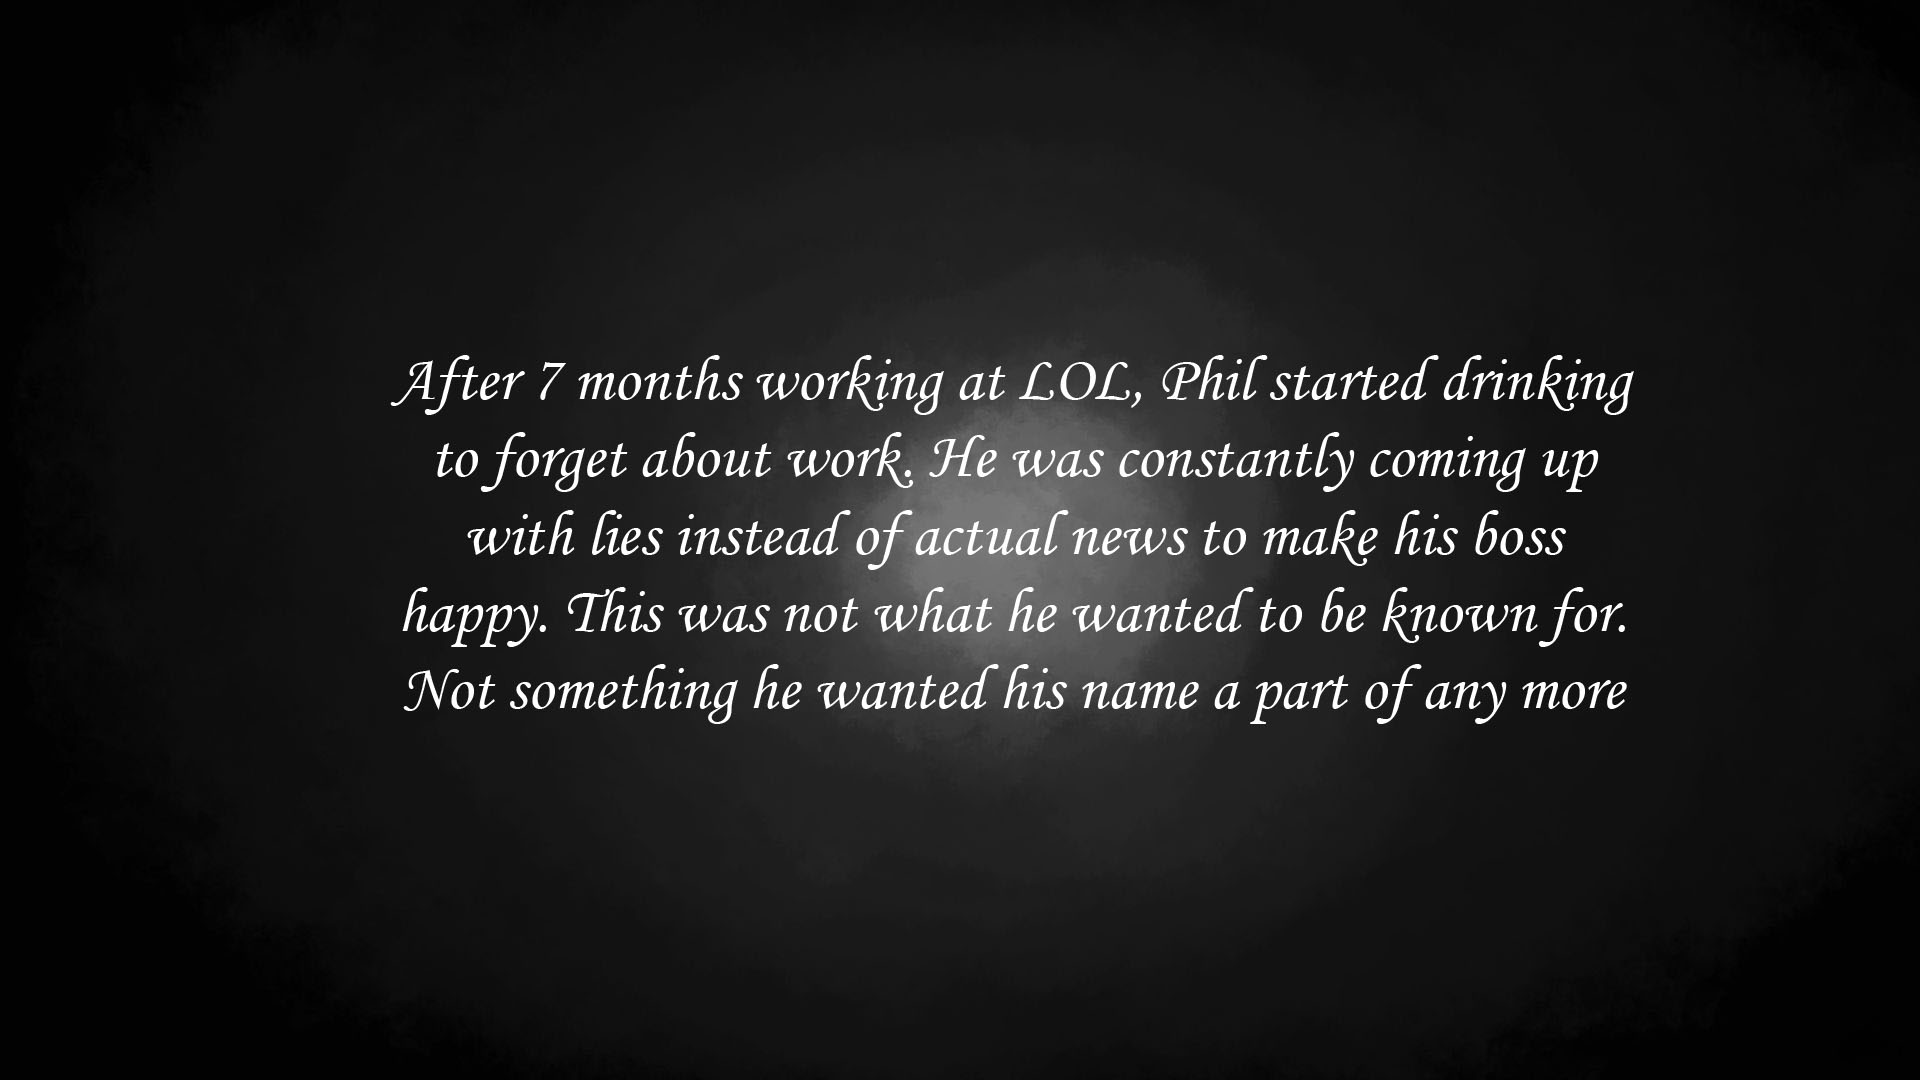 After 7 months working at LOL, Phil started drinking
to forget about work. He was constantly coming up
with lies instead of actual news to make his boss
happy. This was not what he wanted to be known for.
Not something he wanted his name a part of any more